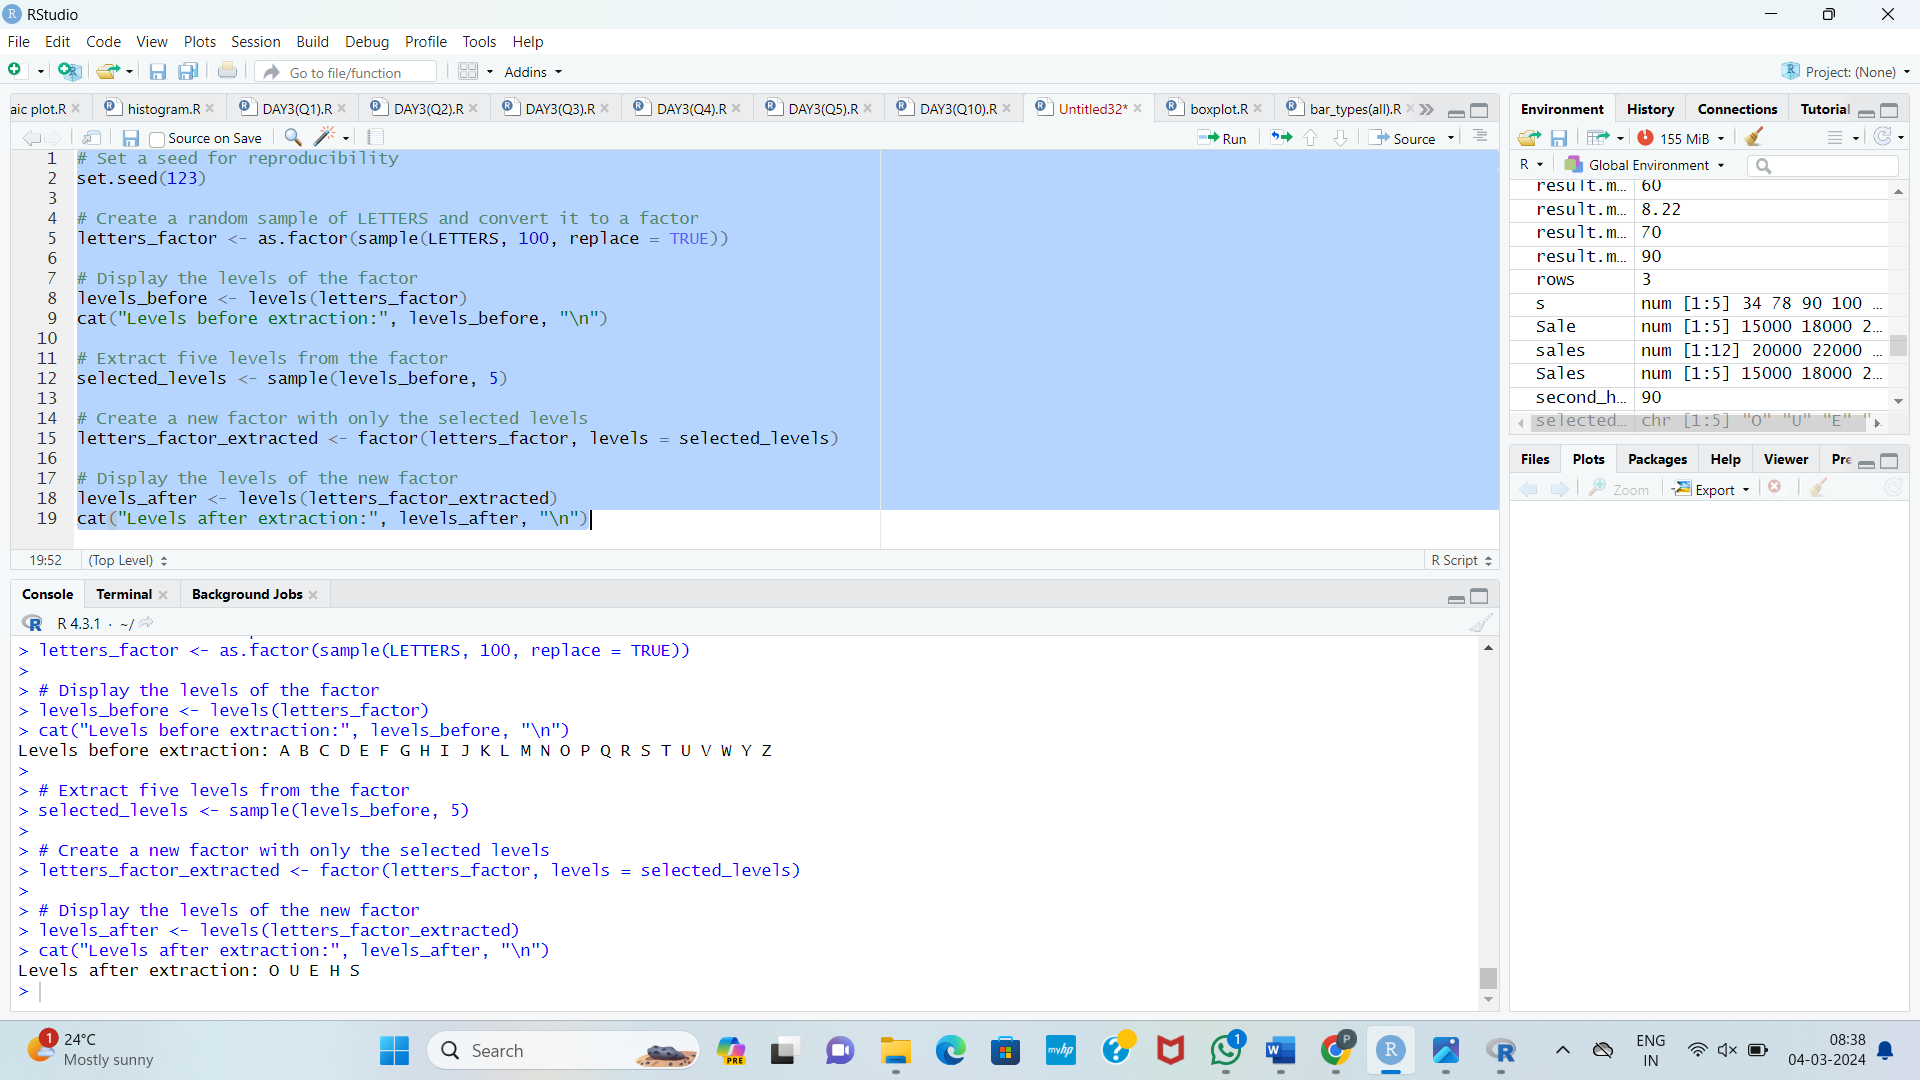 RStudio
File Edit Code View Plots Session Build Debug Profile Tools Help
Go to file/function
Addins
Project: (None)
aic plot.R
histogram.R
DAY3(Q1).R
DAY3(Q2).R
DAY3(Q3).R
DAY3(Q4).R
DAY3(Q5).R
DAY3(Q10).R
Untitled32*
boxplot.R
bar_types(all).R
Source on Save
Run
Source
1 # Set a seed for reproducibility
2 set.seed(123)
3
4 # Create a random sample of LETTERS and convert it to a factor
5 letters_factor <- as.factor(sample(LETTERS, 100, replace = TRUE))
6
7 # Display the levels of the factor
8 levels_before <- levels(letters_factor)
9 cat("Levels before extraction:", levels_before, "\n")
10
11 # Extract five levels from the factor
12 selected_levels <- sample(levels_before, 5)
13
14 # Create a new factor with only the selected levels
15 letters_factor_extracted <- factor(letters_factor, levels = selected_levels)
16
17 # Display the levels of the new factor
18 levels_after <- levels(letters_factor_extracted)
19 cat("Levels after extraction:", levels_after, "\n")
19:52 (Top Level) R Script
Console Terminal Background Jobs
R 4.3.1 · ~/
> letters_factor <- as.factor(sample(LETTERS, 100, replace = TRUE))
>
> # Display the levels of the factor
> levels_before <- levels(letters_factor)
> cat("Levels before extraction:", levels_before, "\n")
Levels before extraction: A B C D E F G H I J K L M N O P Q R S T U V W Y Z
>
> # Extract five levels from the factor
> selected_levels <- sample(levels_before, 5)
>
> # Create a new factor with only the selected levels
> letters_factor_extracted <- factor(letters_factor, levels = selected_levels)
>
> # Display the levels of the new factor
> levels_after <- levels(letters_factor_extracted)
> cat("Levels after extraction:", levels_after, "\n")
Levels after extraction: O U E H S
>
Environment History Connections Tutorial
155 MiB
R Global Environment
result.m… 60
result.m… 8.22
result.m… 70
result.m… 90
rows 3
s num [1:5] 34 78 90 100 …
Sale num [1:5] 15000 18000 2…
sales num [1:12] 20000 22000 …
Sales num [1:5] 15000 18000 2…
second_h… 90
selected… chr [1:5] "O" "U" "E" "
Files Plots Packages Help Viewer Pre
Zoom Export
1
24°C
Mostly sunny
Search
PRE
myhp
1
P
ENG
IN
08:38
04-03-2024